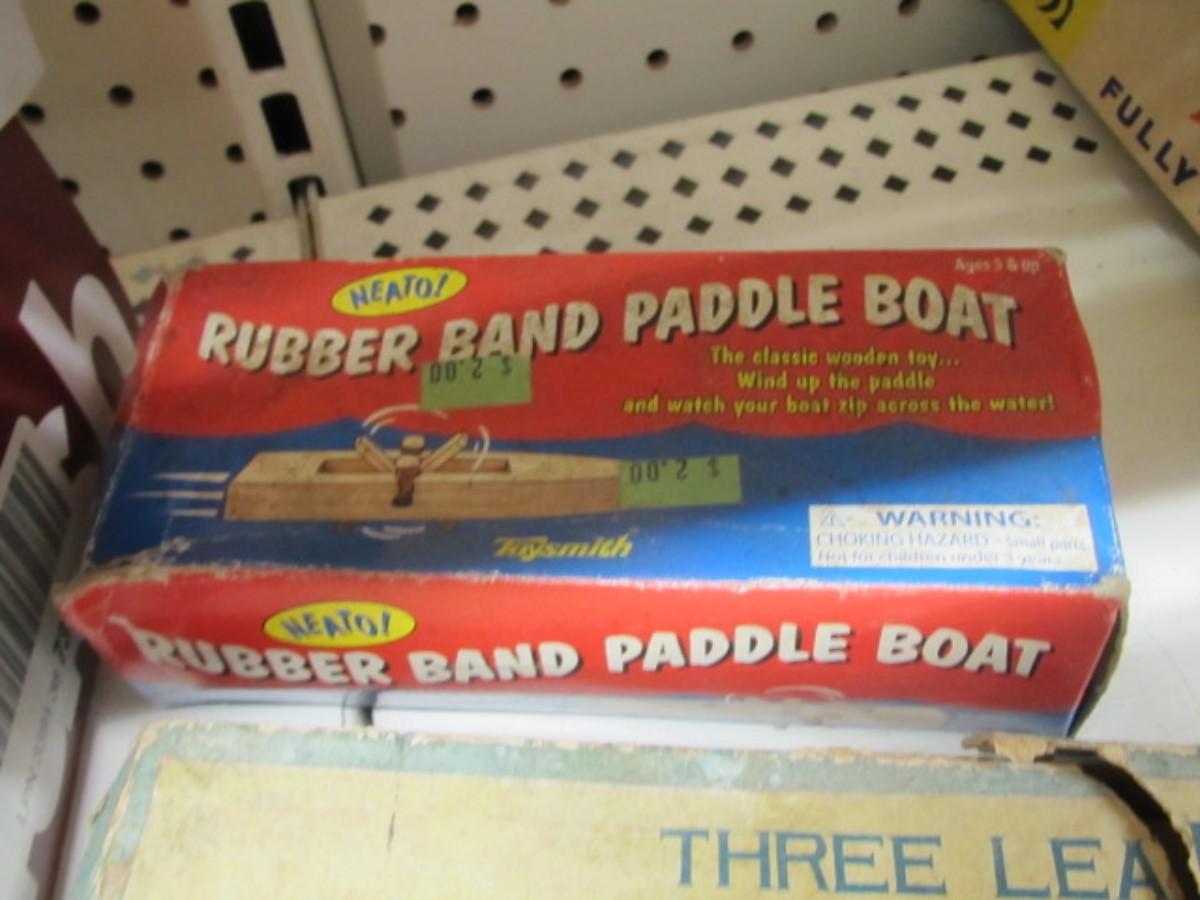 FULLY
NEATO!
Ages 5 & up
RUBBER BAND PADDLE BOAT
The classic wooden toy...
Wind up the paddle
and watch your boat zip across the water!
$ 2.00
$ 2.00
Toysmith
WARNING:
CHOKING HAZARD - Small parts
Not for children under 3 years
NEATO!
RUBBER BAND PADDLE BOAT
THREE LEA